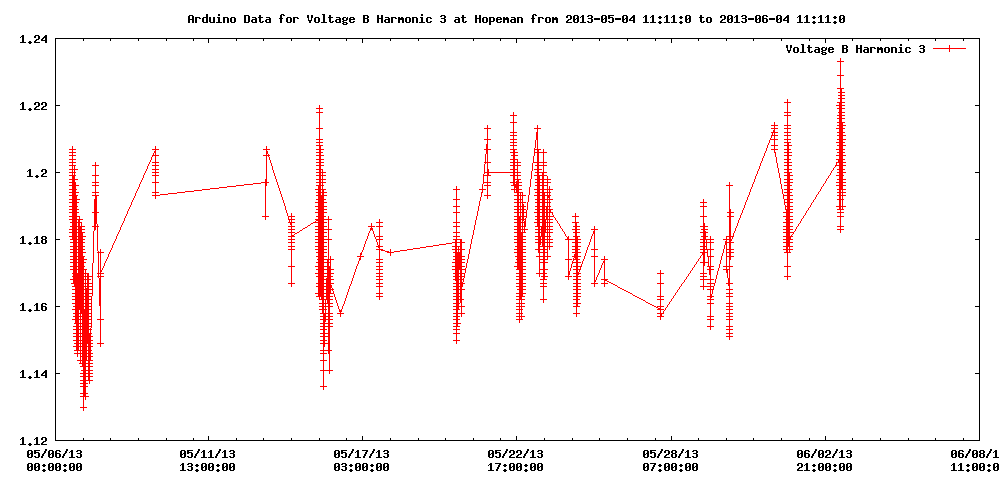 Arduino Data for Voltage B Harmonic 3 at Hopeman from 2013-05-04 11:11:0 to 2013-06-04 11:11:0
1.24
Voltage B Harmonic 3
1.22
1.2
1.18
1.16
1.14
1.12
05/06/13 05/11/13 05/17/13 05/22/13 05/28/13 06/02/13 06/08/1
00:00:00 13:00:00 03:00:00 17:00:00 07:00:00 21:00:00 11:00:0